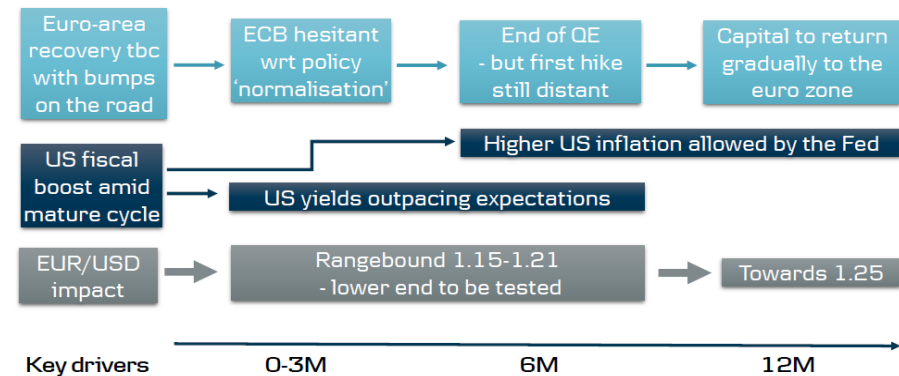 Euro-area
recovery tbc
with bumps
on the road
ECB hesitant
wrt policy
‘normalisation’
End of QE
- but first hike
still distant
Capital to return
gradually to the
euro zone
US fiscal
boost amid
mature cycle
Higher US inflation allowed by the Fed
US yields outpacing expectations
EUR/USD
impact
Rangebound 1.15-1.21
- lower end to be tested
Towards 1.25
Key drivers 0-3M 6M 12M